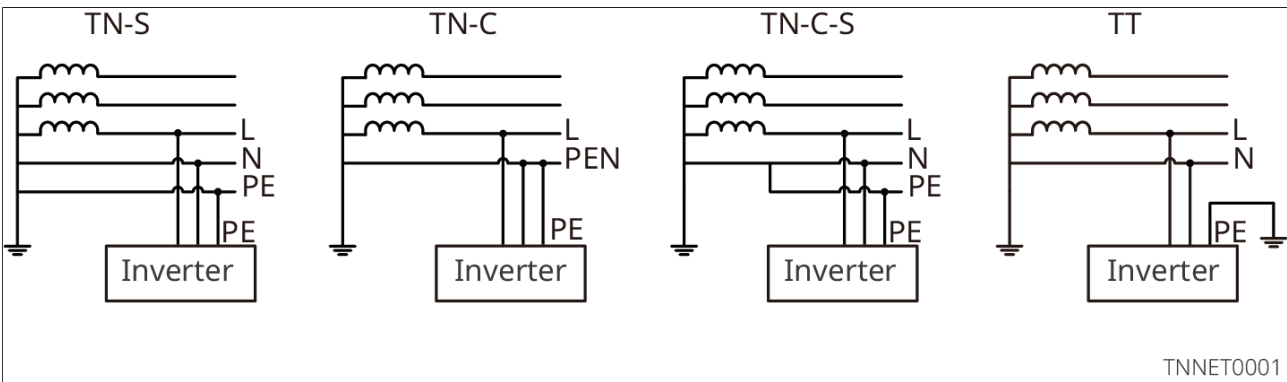 TN-S TN-C TN-C-S TT
L L L L
N PEN N N
PE PE
PE PE PE PE
Inverter Inverter Inverter Inverter
TNNET0001